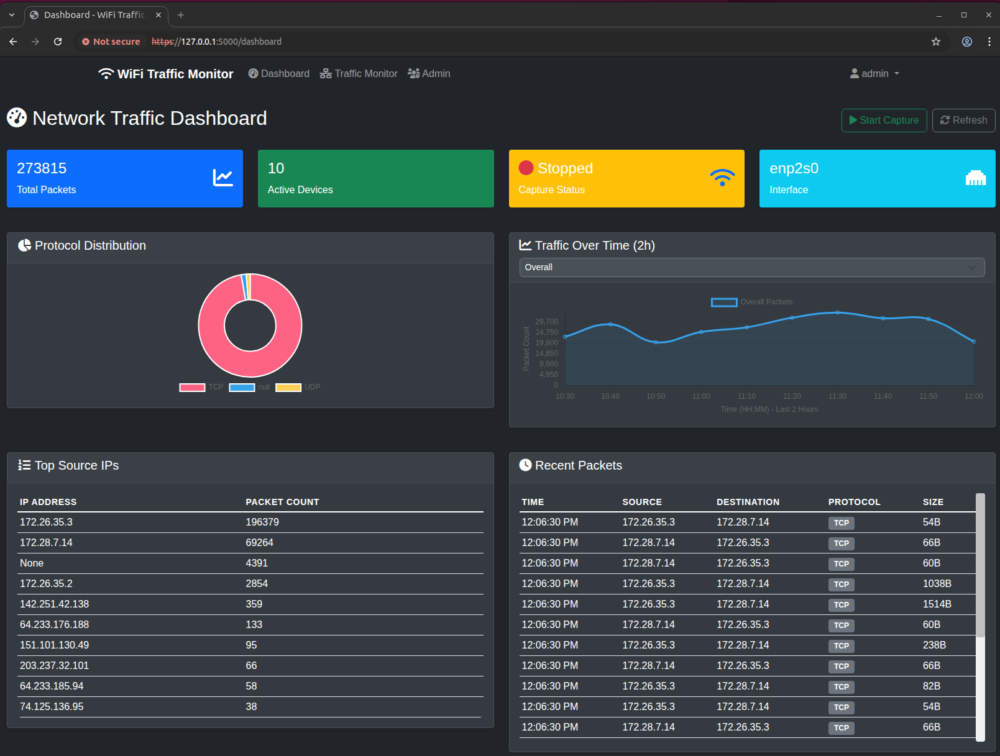 Dashboard - WiFi Traffic
Not secure https://127.0.0.1:5000/dashboard
WiFi Traffic Monitor Dashboard Traffic Monitor Admin admin
Network Traffic Dashboard
Start Capture Refresh
273815
Total Packets
10
Active Devices
Stopped
Capture Status
enp2s0
Interface
Protocol Distribution
TCP null UDP
Traffic Over Time (2h)
Overall
Overall Packets
Packet Count
29,700
24,750
19,800
14,850
9,900
4,950
0
10:30 10:40 10:50 11:00 11:10 11:20 11:30 11:40 11:50 12:00
Time (HH:MM) - Last 2 Hours
Top Source IPs
IP ADDRESS PACKET COUNT
172.26.35.3 196379
172.28.7.14 69264
None 4391
172.26.35.2 2854
142.251.42.138 359
64.233.176.188 133
151.101.130.49 95
203.237.32.101 66
64.233.185.94 58
74.125.136.95 38
Recent Packets
TIME SOURCE DESTINATION PROTOCOL SIZE
12:06:30 PM 172.26.35.3 172.28.7.14 TCP 54B
12:06:30 PM 172.28.7.14 172.26.35.3 TCP 66B
12:06:30 PM 172.28.7.14 172.26.35.3 TCP 60B
12:06:30 PM 172.26.35.3 172.28.7.14 TCP 1038B
12:06:30 PM 172.26.35.3 172.28.7.14 TCP 1514B
12:06:30 PM 172.28.7.14 172.26.35.3 TCP 60B
12:06:30 PM 172.26.35.3 172.28.7.14 TCP 238B
12:06:30 PM 172.28.7.14 172.26.35.3 TCP 66B
12:06:30 PM 172.26.35.3 172.28.7.14 TCP 82B
12:06:30 PM 172.26.35.3 172.28.7.14 TCP 54B
12:06:30 PM 172.28.7.14 172.26.35.3 TCP 66B